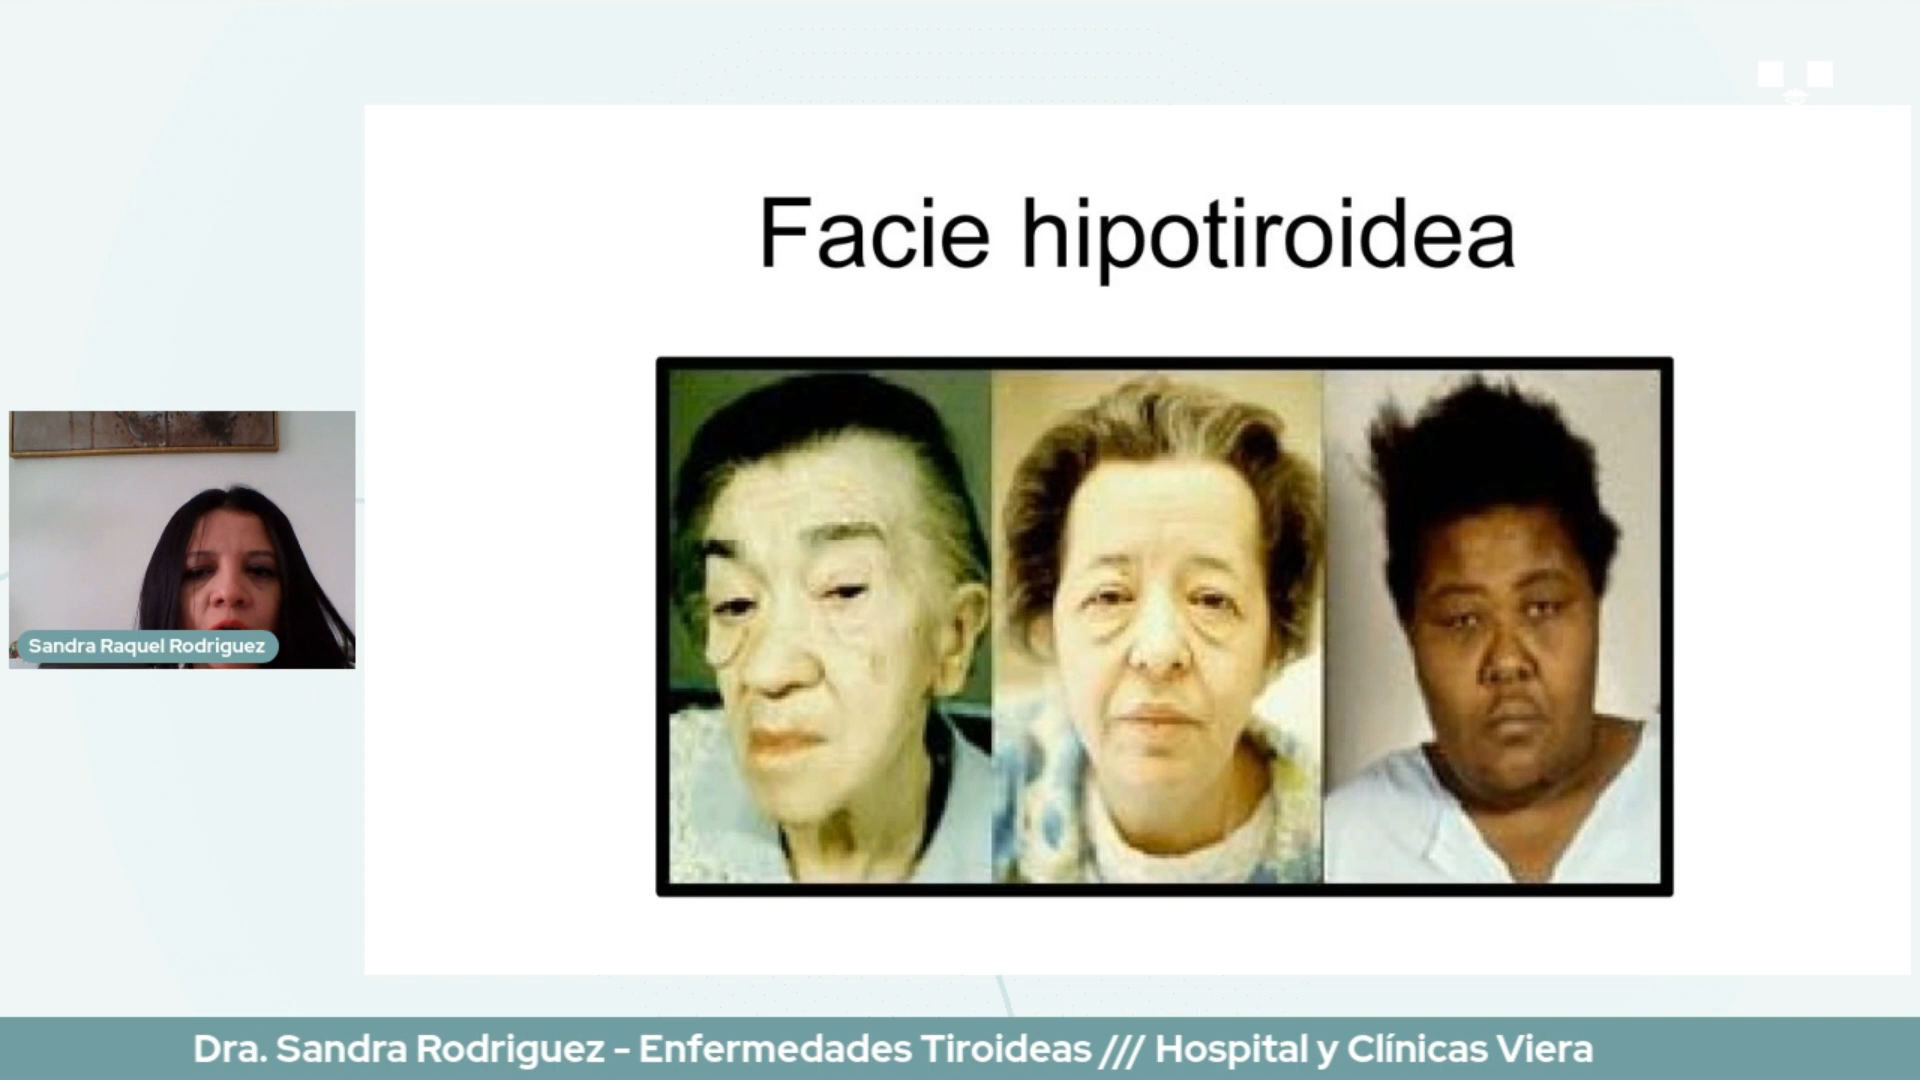 Facie hipotiroidea
Sandra Raquel Rodriguez
Dra. Sandra Rodriguez - Enfermedades Tiroideas /// Hospital y Clínicas Viera